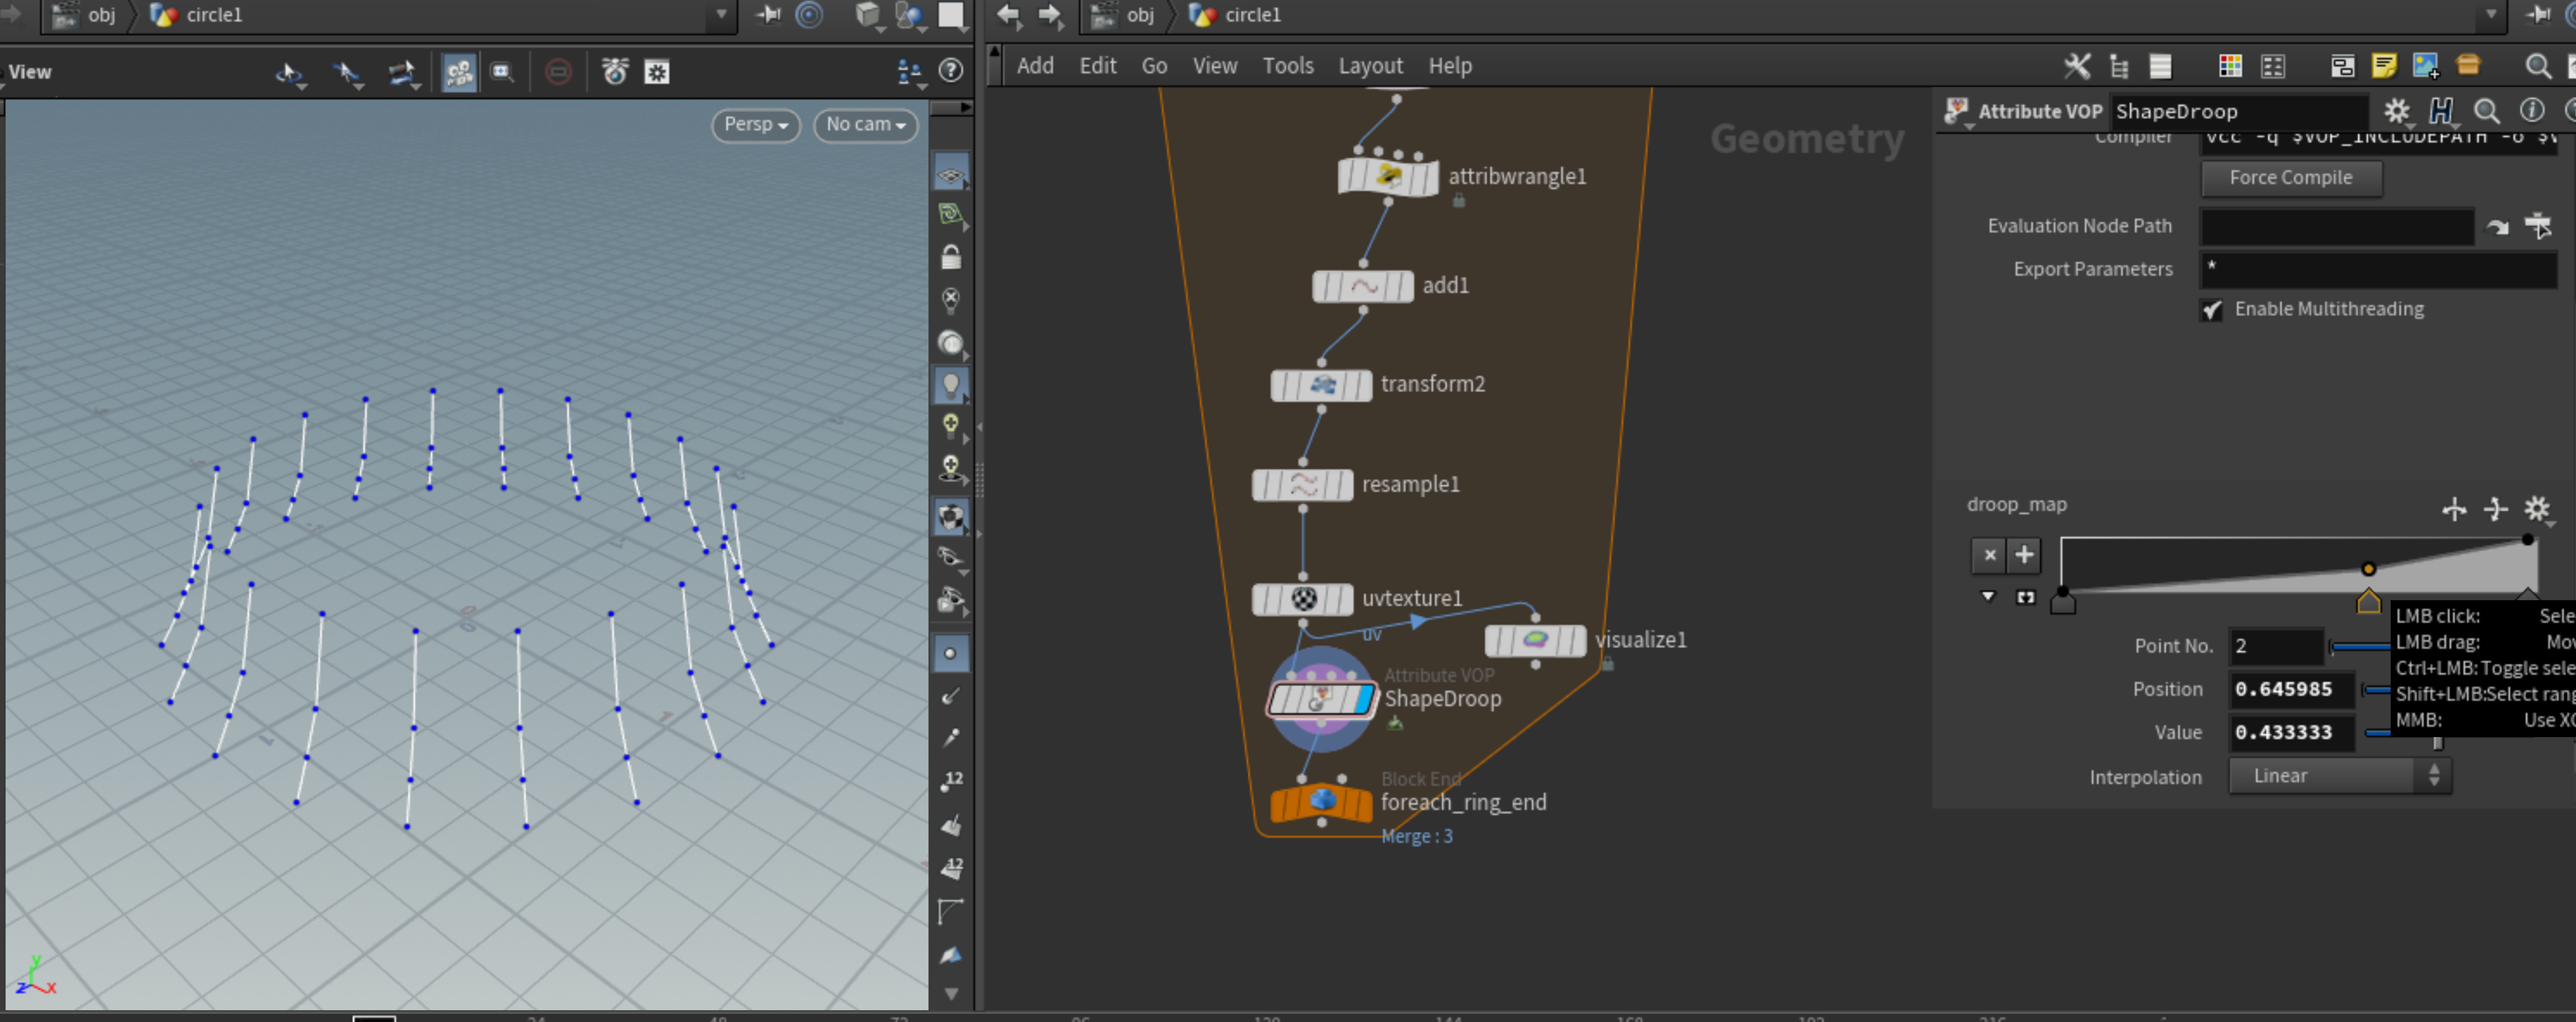 obj circle1
obj circle1
View
Add Edit Go View Tools Layout Help
Persp No cam
Geometry
Attribute VOP ShapeDroop
Compiler vcc -q $VOP_INCLUDEPATH -o
Force Compile
attribwrangle1
Evaluation Node Path
Export Parameters *
add1
Enable Multithreading
transform2
resample1
droop_map
uvtexture1
uv
visualize1
Attribute VOP
ShapeDroop
Block End
foreach_ring_end
Merge : 3
Point No. 2
Position 0.645985
Value 0.433333
Interpolation Linear
LMB click: Sele
LMB drag: Mov
Ctrl+LMB: Toggle sele
Shift+LMB:Select rang
MMB: Use XC
12
12
y
z x